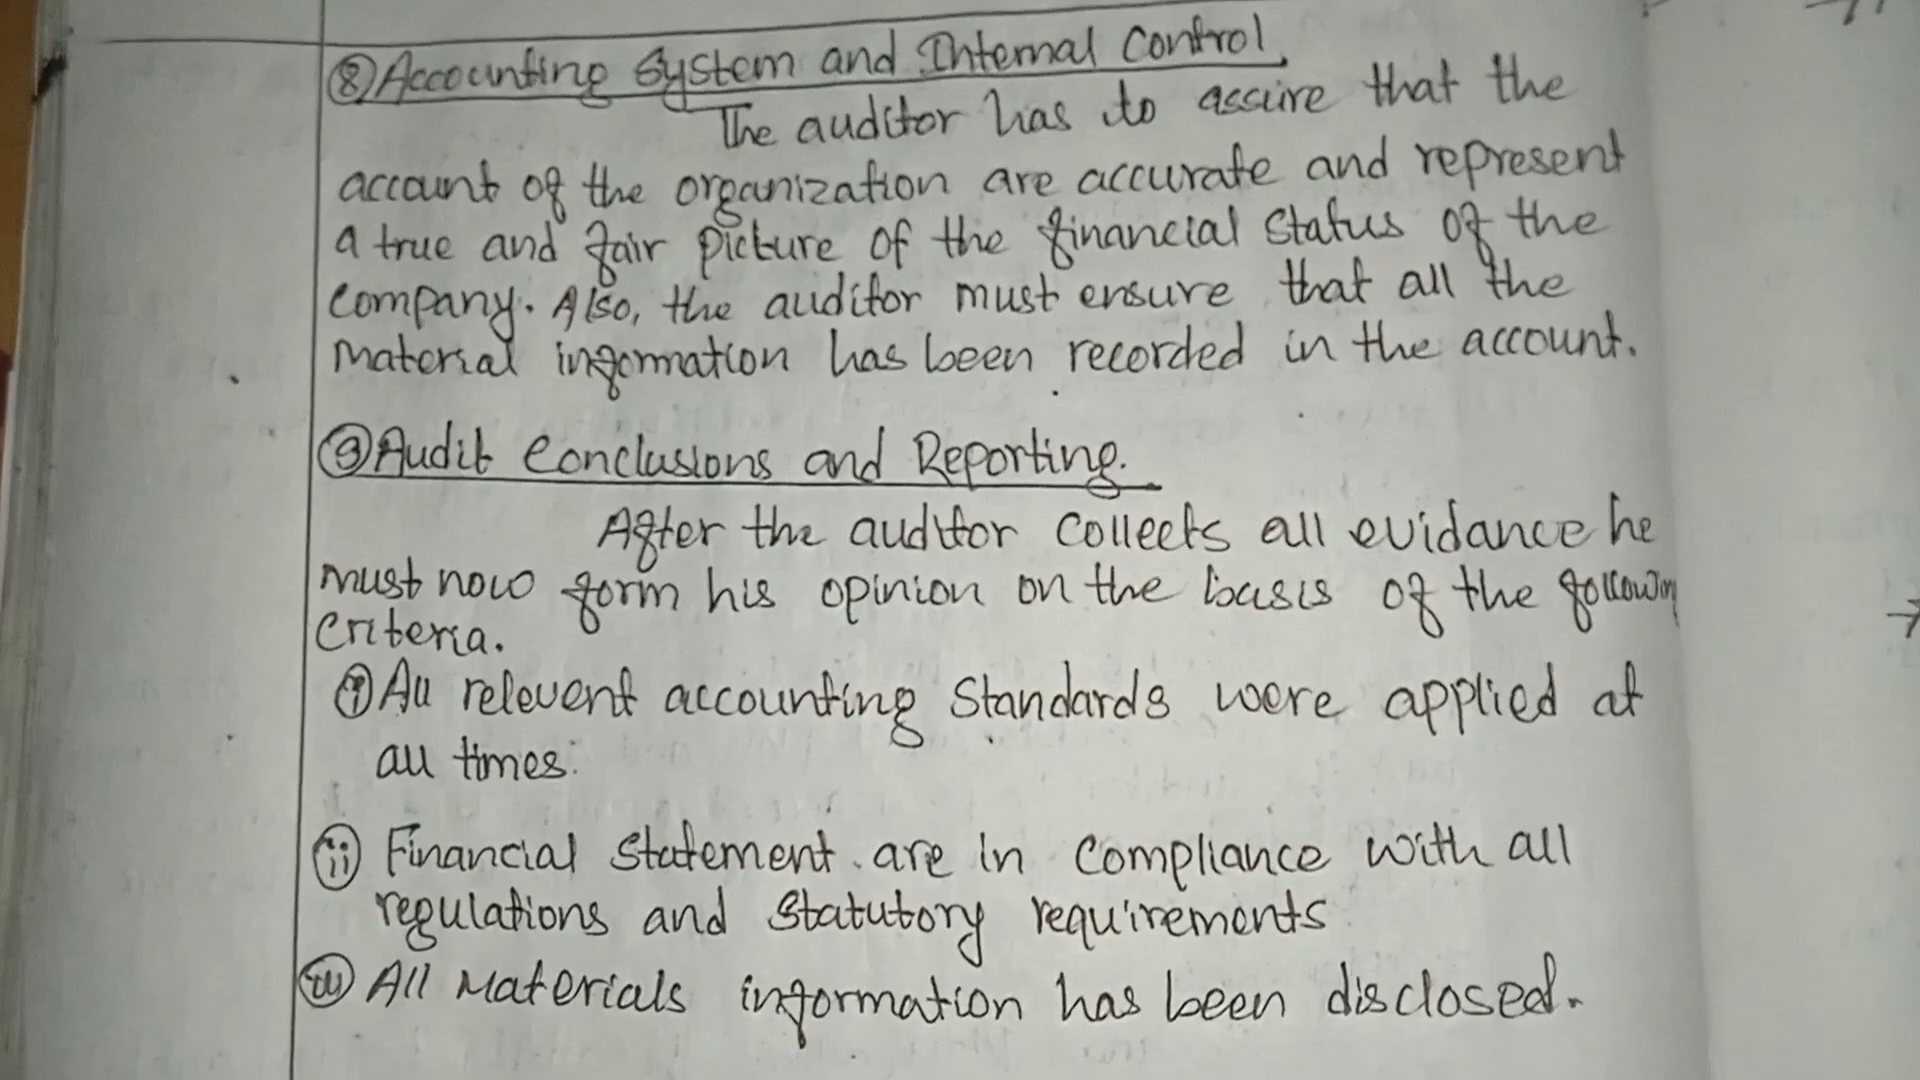 ⑧ Accounting System and Internal Control.
The auditor has to assure that the
account of the organization are accurate and represent
a true and fair picture of the financial status of the
Company. Also, the auditor must ensure that all the
Material information has been recorded in the account.
⑨ Audit Conclusions and Reporting.
After the auditor collects all evidance he
must now form his opinion on the basis of the following
Criteria.
ⓘ All relevent accounting Standards were applied at
all times.
(ii) Financial Statement are in Compliance with all
regulations and Statutory requirements
(iii) All Materials information has been disclosed.